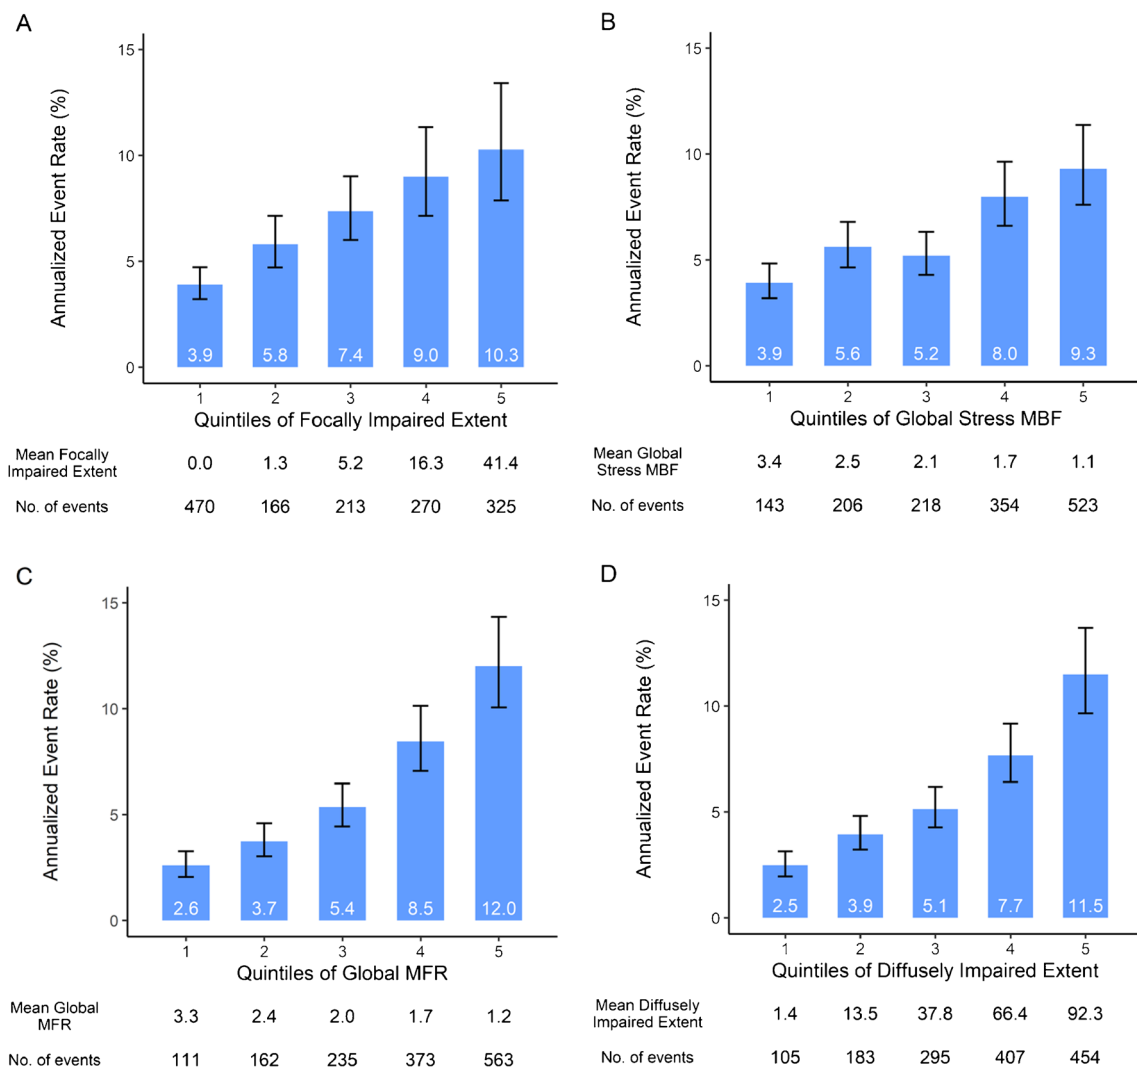 A
Annualized Event Rate (%)
15
10
5
0
3.9 5.8 7.4 9.0 10.3
1 2 3 4 5
Quintiles of Focally Impaired Extent
Mean Focally
Impaired Extent
0.0 1.3 5.2 16.3 41.4
No. of events 470 166 213 270 325
B
Annualized Event Rate (%)
15
10
5
0
3.9 5.6 5.2 8.0 9.3
1 2 3 4 5
Quintiles of Global Stress MBF
Mean Global
Stress MBF
3.4 2.5 2.1 1.7 1.1
No. of events 143 206 218 354 523
C
Annualized Event Rate (%)
15
10
5
0
2.6 3.7 5.4 8.5 12.0
1 2 3 4 5
Quintiles of Global MFR
Mean Global
MFR
3.3 2.4 2.0 1.7 1.2
No. of events 111 162 235 373 563
D
Annualized Event Rate (%)
15
10
5
0
2.5 3.9 5.1 7.7 11.5
1 2 3 4 5
Quintiles of Diffusely Impaired Extent
Mean Diffusely
Impaired Extent
1.4 13.5 37.8 66.4 92.3
No. of events 105 183 295 407 454